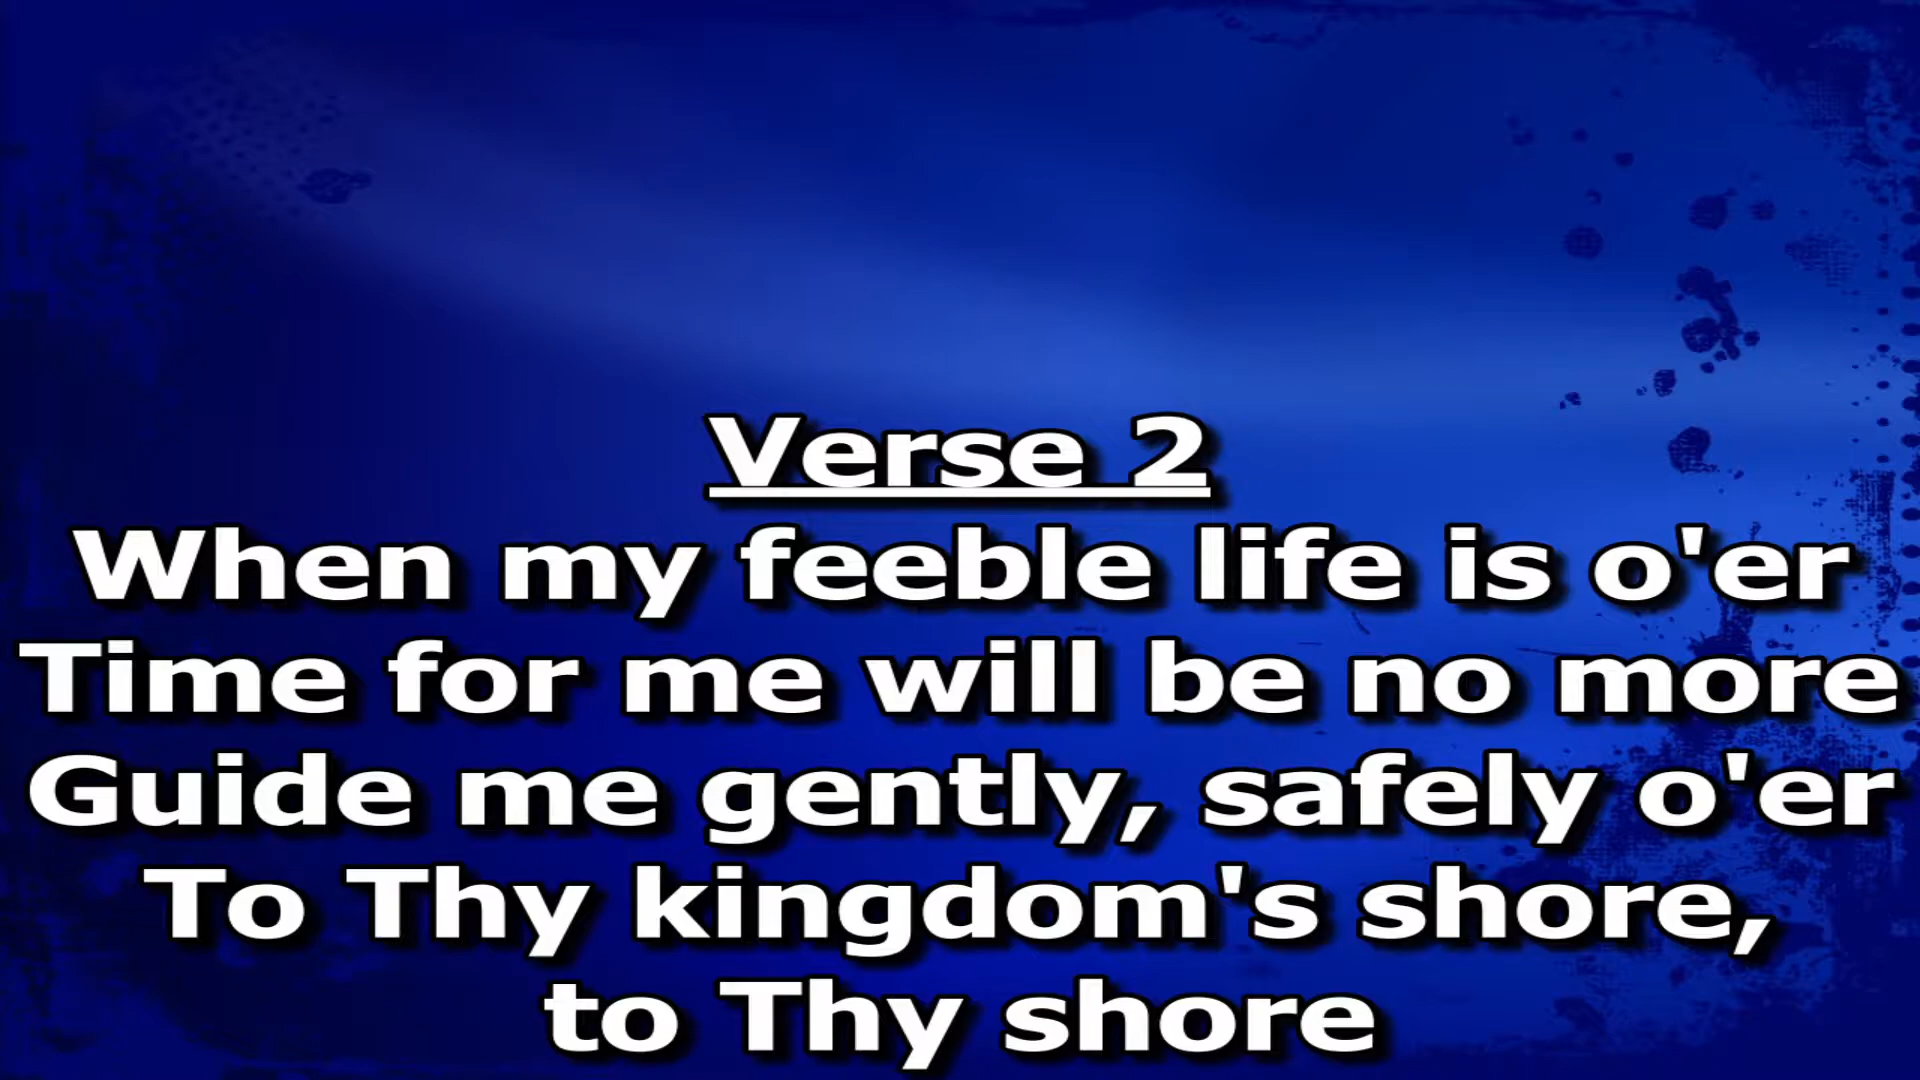 Verse 2
When my feeble life is o'er
Time for me will be no more
Guide me gently, safely o'er
To Thy kingdom's shore,
to Thy shore